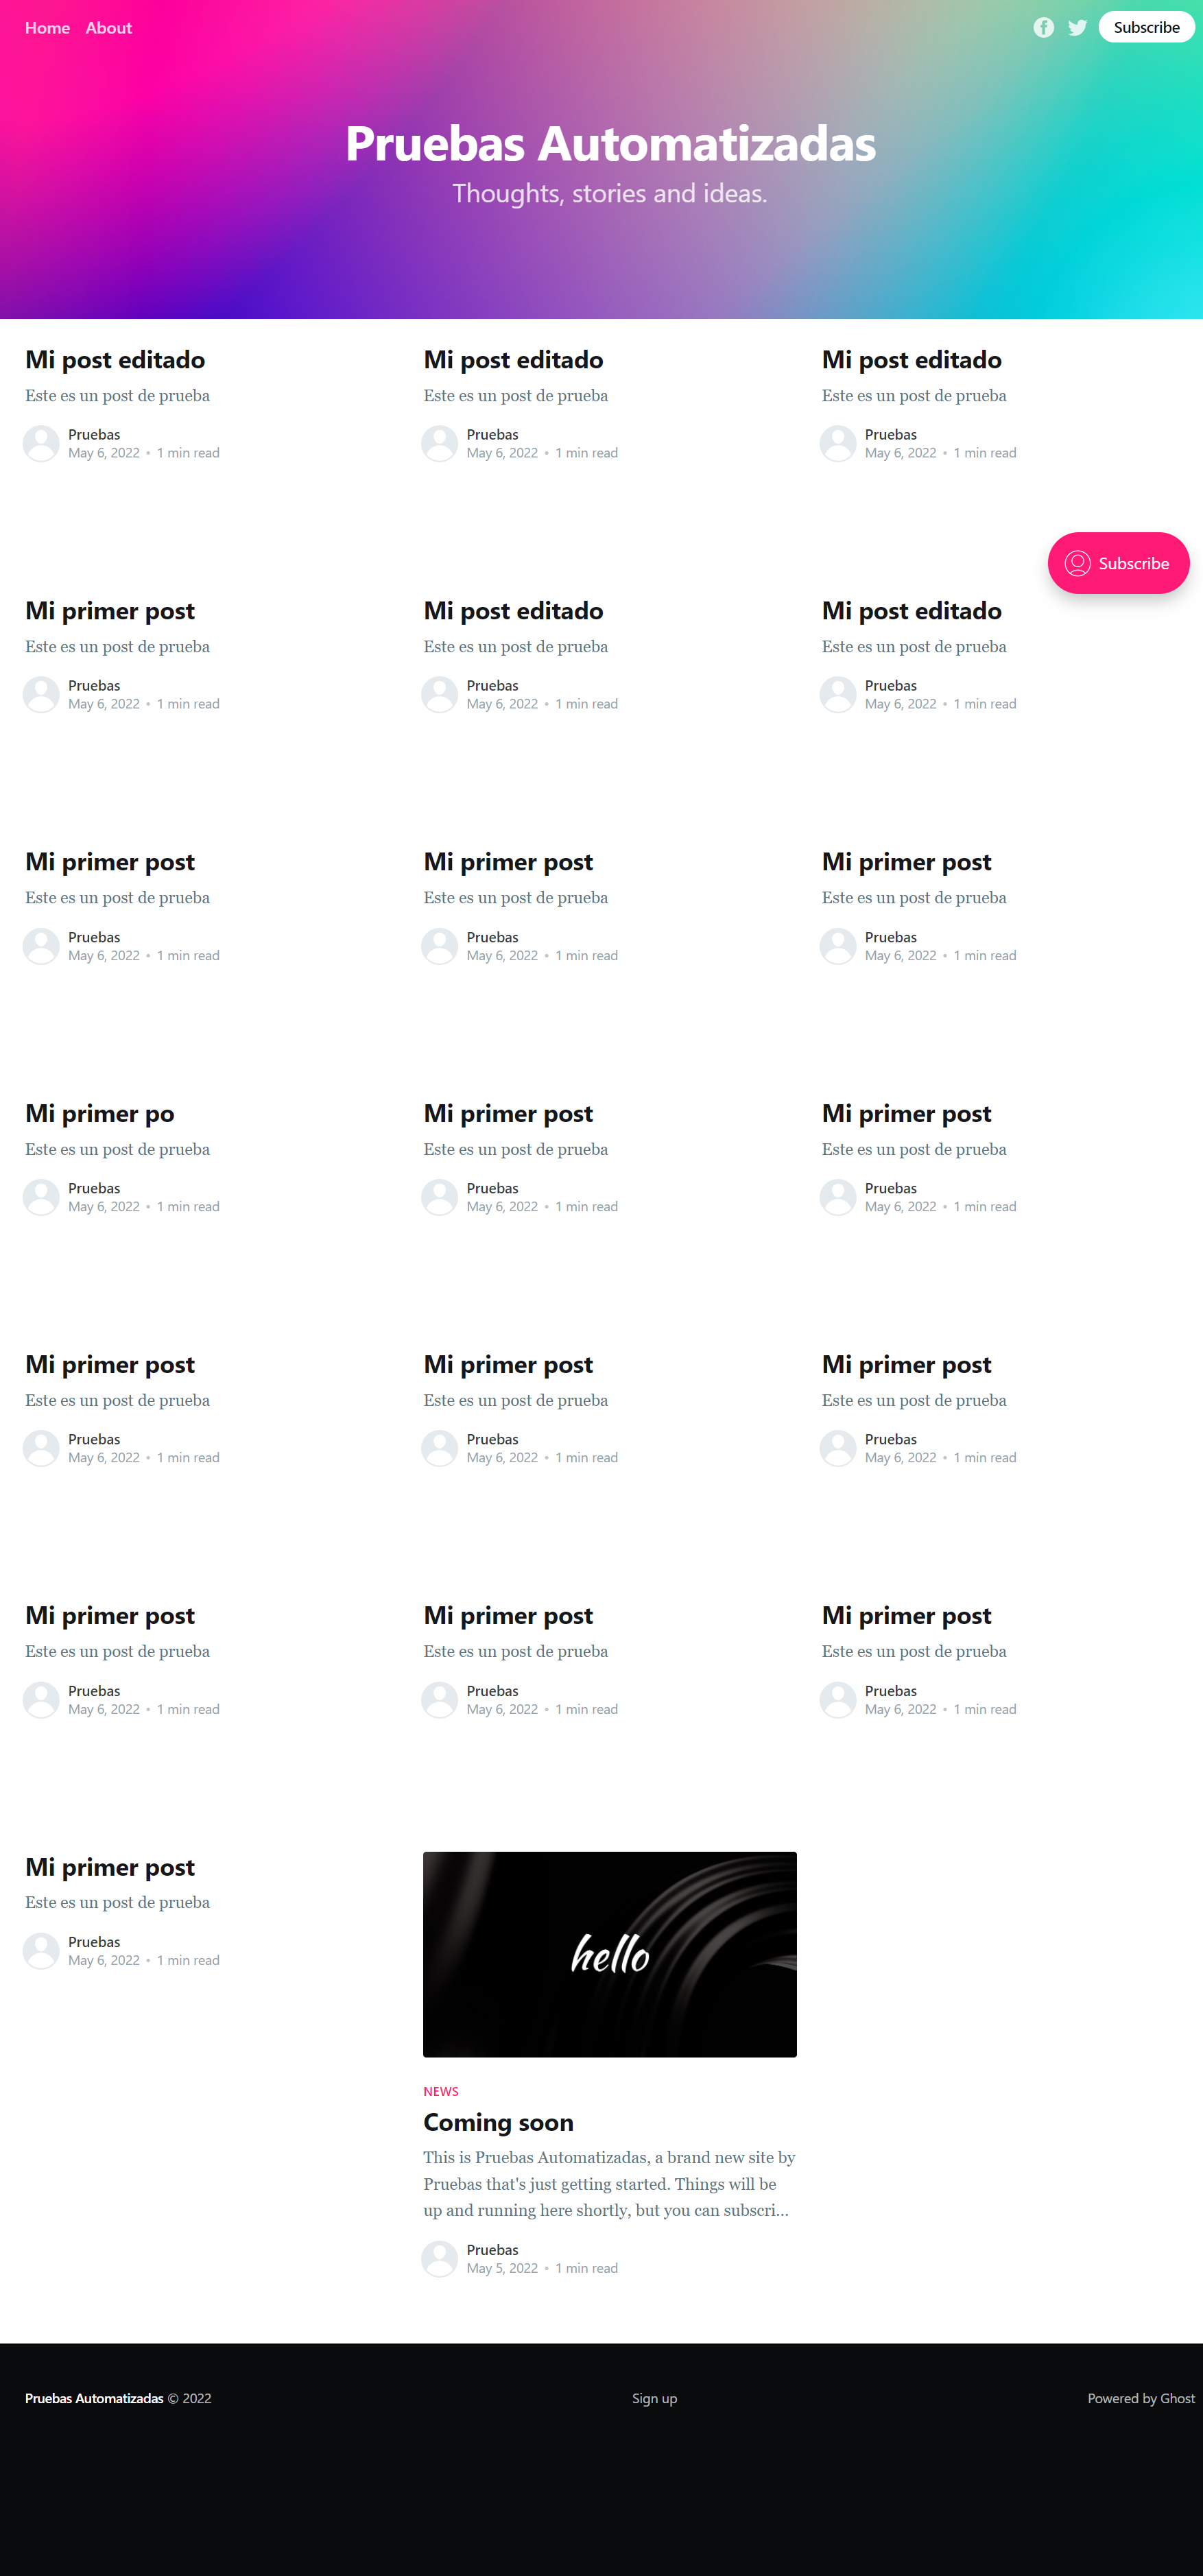 Home About Subscribe
Pruebas Automatizadas
Thoughts, stories and ideas.
Mi post editado
Este es un post de prueba
Pruebas
May 6, 2022 • 1 min read
Mi post editado
Este es un post de prueba
Pruebas
May 6, 2022 • 1 min read
Mi post editado
Este es un post de prueba
Pruebas
May 6, 2022 • 1 min read
Subscribe
Mi primer post
Este es un post de prueba
Pruebas
May 6, 2022 • 1 min read
Mi post editado
Este es un post de prueba
Pruebas
May 6, 2022 • 1 min read
Mi post editado
Este es un post de prueba
Pruebas
May 6, 2022 • 1 min read
Mi primer post
Este es un post de prueba
Pruebas
May 6, 2022 • 1 min read
Mi primer post
Este es un post de prueba
Pruebas
May 6, 2022 • 1 min read
Mi primer post
Este es un post de prueba
Pruebas
May 6, 2022 • 1 min read
Mi primer po
Este es un post de prueba
Pruebas
May 6, 2022 • 1 min read
Mi primer post
Este es un post de prueba
Pruebas
May 6, 2022 • 1 min read
Mi primer post
Este es un post de prueba
Pruebas
May 6, 2022 • 1 min read
Mi primer post
Este es un post de prueba
Pruebas
May 6, 2022 • 1 min read
Mi primer post
Este es un post de prueba
Pruebas
May 6, 2022 • 1 min read
Mi primer post
Este es un post de prueba
Pruebas
May 6, 2022 • 1 min read
Mi primer post
Este es un post de prueba
Pruebas
May 6, 2022 • 1 min read
Mi primer post
Este es un post de prueba
Pruebas
May 6, 2022 • 1 min read
Mi primer post
Este es un post de prueba
Pruebas
May 6, 2022 • 1 min read
Mi primer post
Este es un post de prueba
Pruebas
May 6, 2022 • 1 min read
hello
NEWS
Coming soon
This is Pruebas Automatizadas, a brand new site by
Pruebas that's just getting started. Things will be
up and running here shortly, but you can subscri...
Pruebas
May 5, 2022 • 1 min read
Pruebas Automatizadas © 2022
Sign up
Powered by Ghost